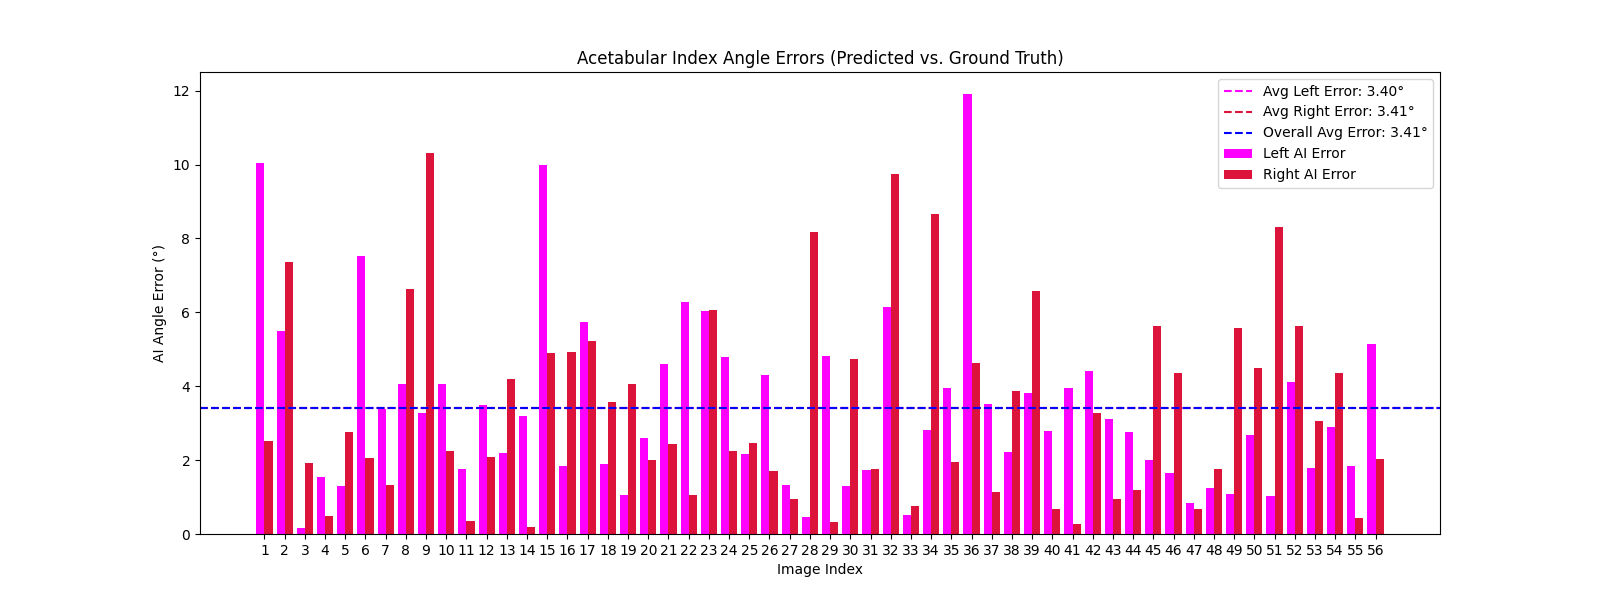 Acetabular Index Angle Errors (Predicted vs. Ground Truth)
AI Angle Error (°)
12
10
8
6
4
2
0
Avg Left Error: 3.40°
Avg Right Error: 3.41°
Overall Avg Error: 3.41°
Left AI Error
Right AI Error
1 2 3 4 5 6 7 8 9 10 11 12 13 14 15 16 17 18 19 20 21 22 23 24 25 26 27 28 29 30 31 32 33 34 35 36 37 38 39 40 41 42 43 44 45 46 47 48 49 50 51 52 53 54 55 56
Image Index